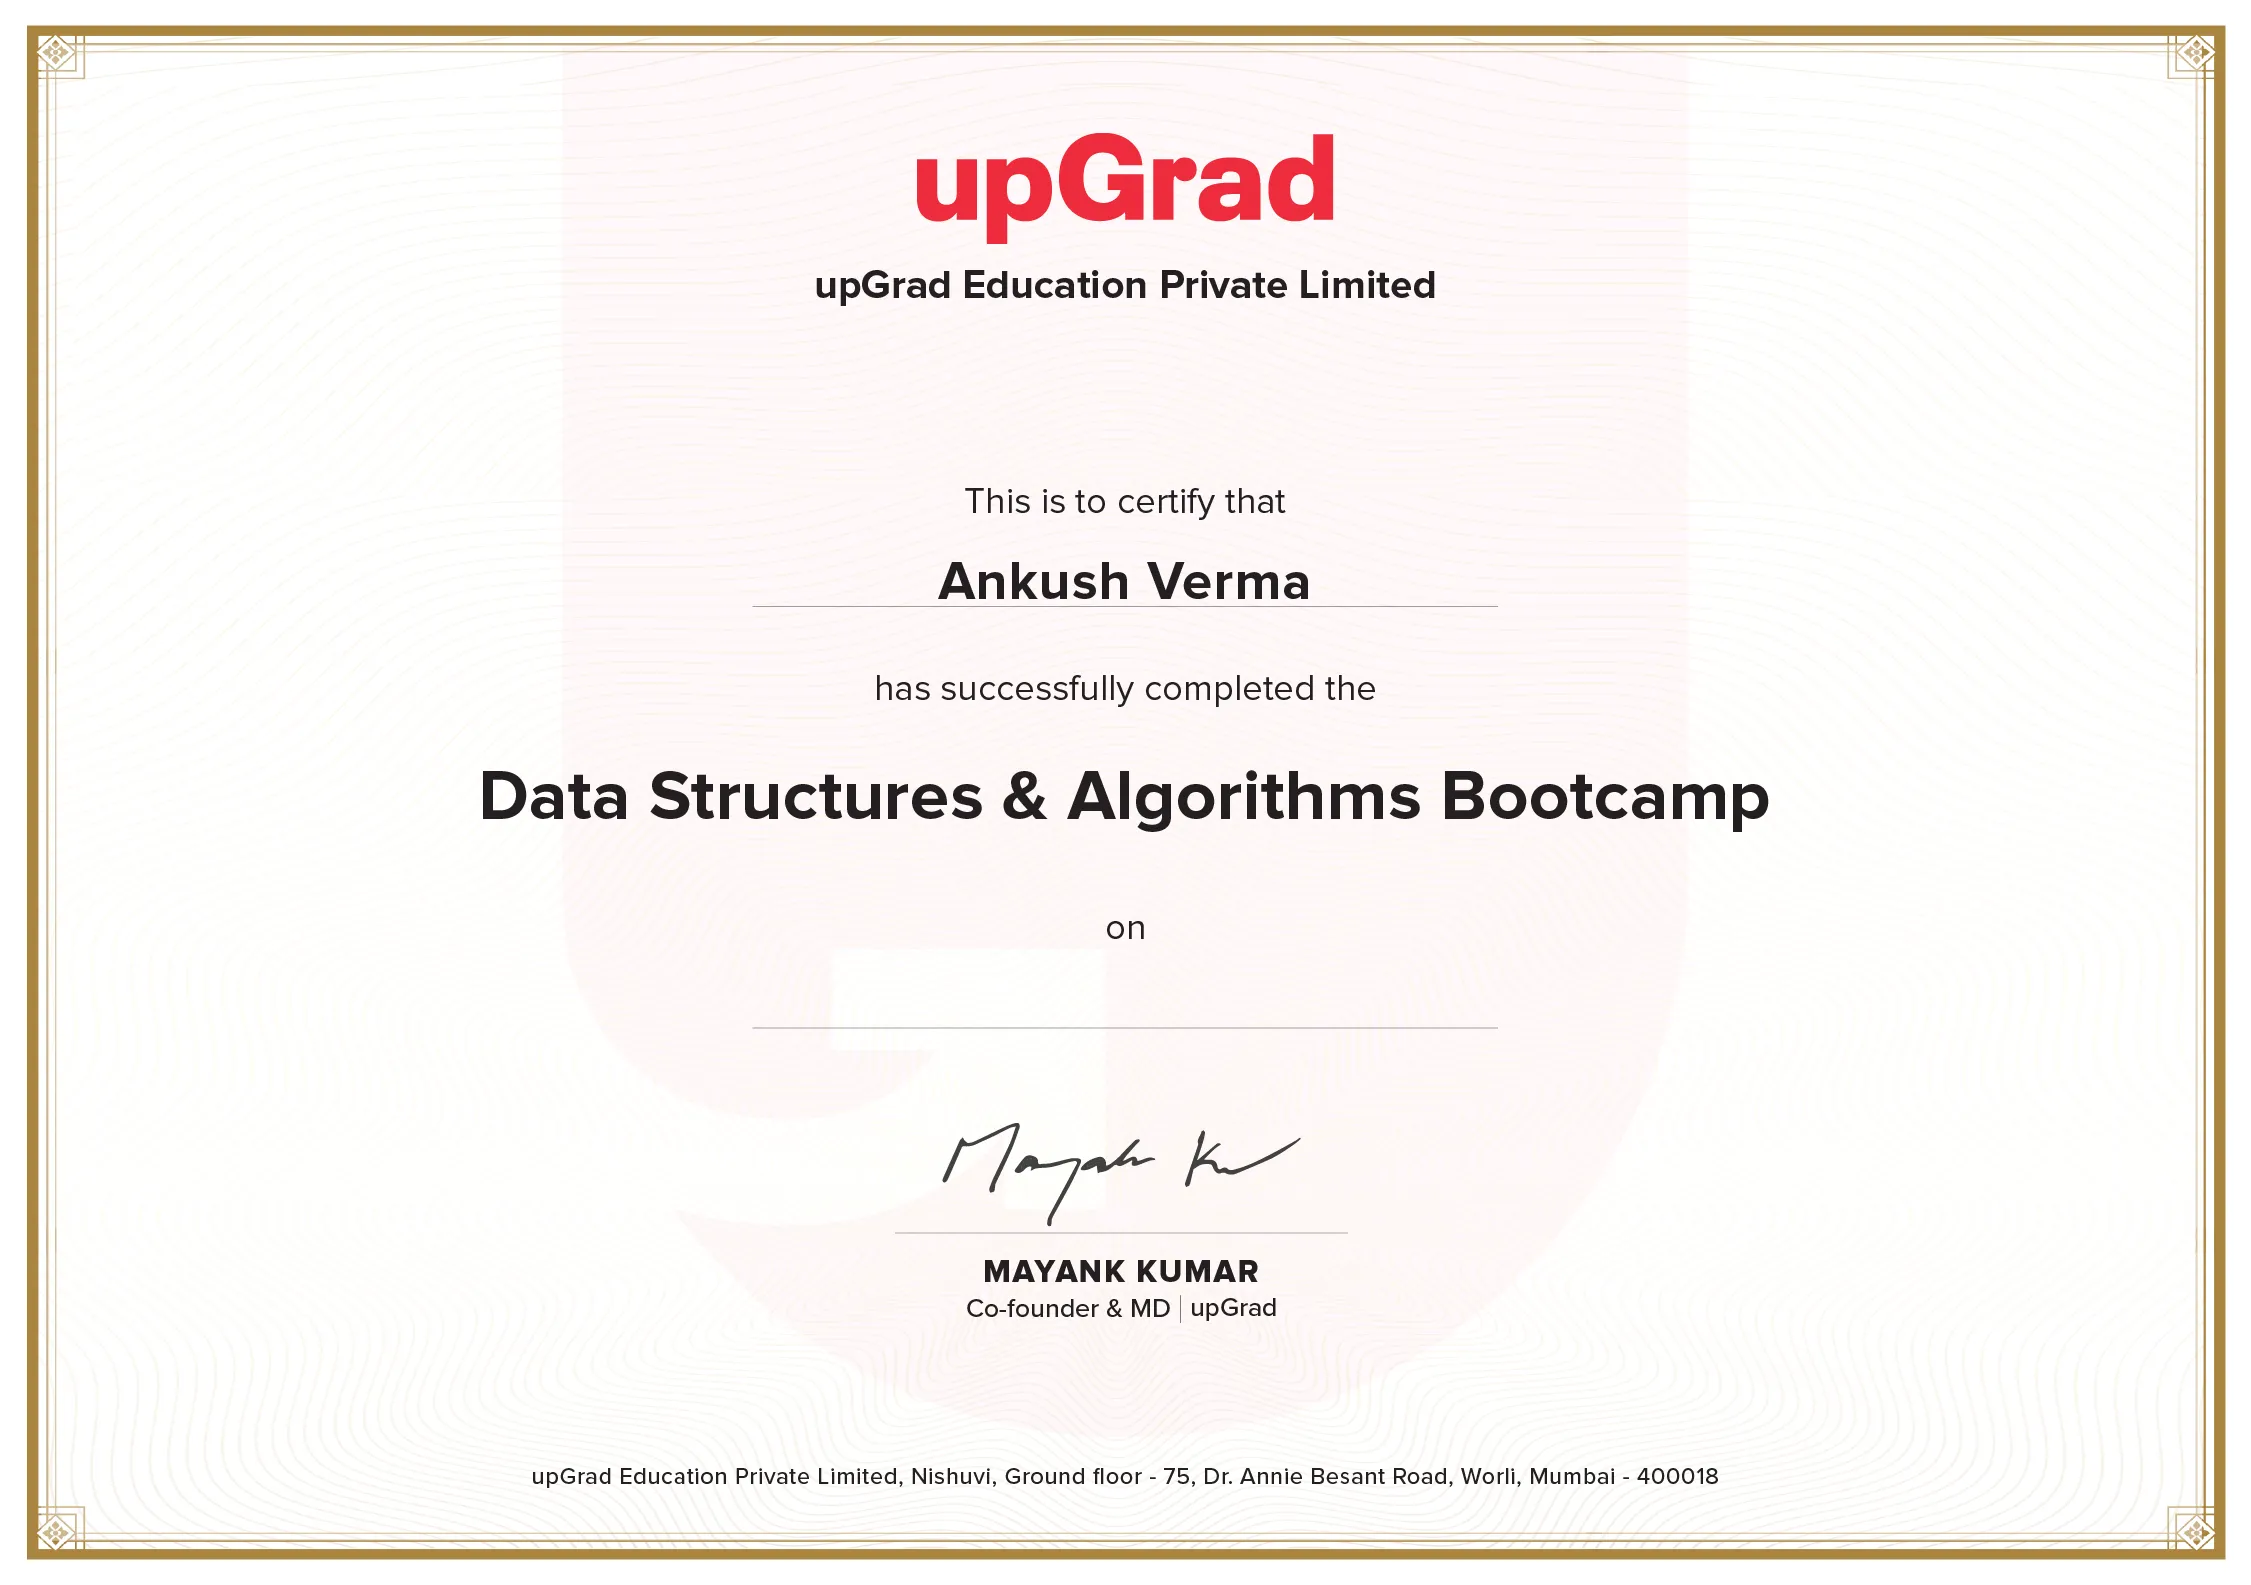 upGrad
upGrad Education Private Limited
This is to certify that
Ankush Verma
has successfully completed the
Data Structures & Algorithms Bootcamp
on
Mayank Ku
MAYANK KUMAR
Co-founder & MD | upGrad
upGrad Education Private Limited, Nishuvi, Ground floor - 75, Dr. Annie Besant Road, Worli, Mumbai - 400018